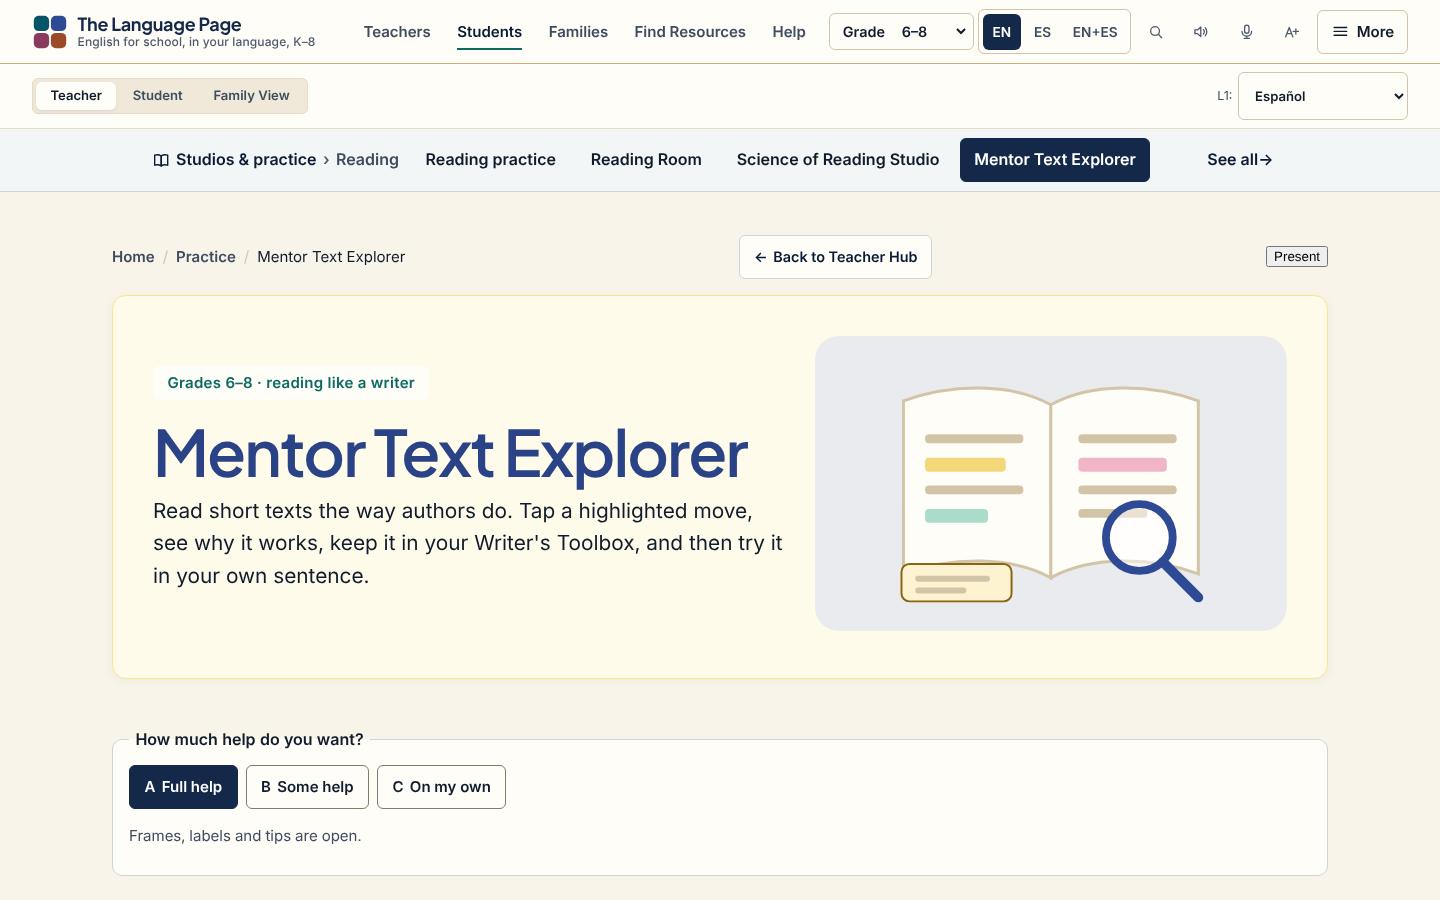 The Language Page
English for school, in your language, K–8
Teachers
Students
Families
Find Resources
Help
Grade 6–8
EN
ES
EN+ES
A+
More
Teacher
Student
Family View
L1:
Español
Studios & practice › Reading
Reading practice
Reading Room
Science of Reading Studio
Mentor Text Explorer
See all→
Home / Practice / Mentor Text Explorer
← Back to Teacher Hub
Present
Grades 6–8 · reading like a writer
Mentor Text Explorer
Read short texts the way authors do. Tap a highlighted move,
see why it works, keep it in your Writer's Toolbox, and then try it
in your own sentence.
How much help do you want?
A Full help
B Some help
C On my own
Frames, labels and tips are open.